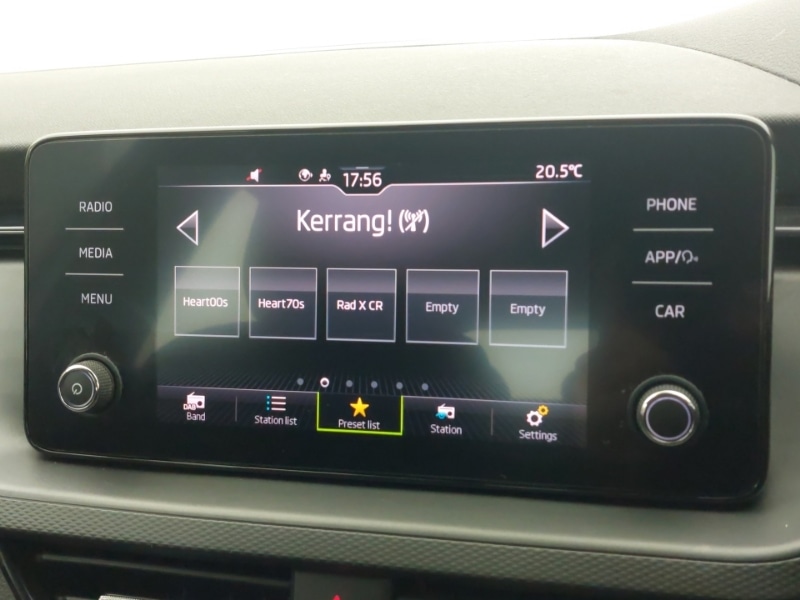 17:56
20.5°C
RADIO
MEDIA
MENU
Kerrang!
PHONE
APP/
CAR
Heart00s
Heart70s
Rad X CR
Empty
Empty
DAB
Band
Station list
Preset list
Station
Settings